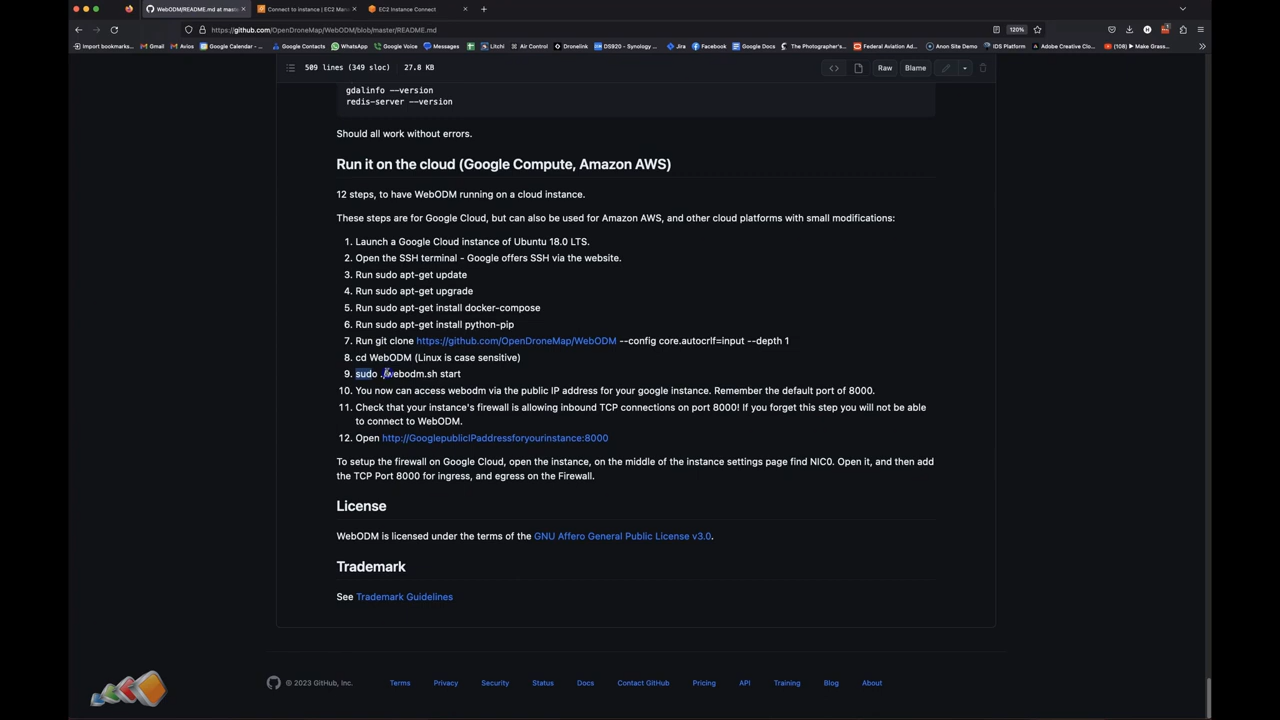 WebODM/README.md at mast
Connect to instance | EC2 Man
EC2 Instance Connect
https://github.com/OpenDroneMap/WebODM/blob/master/README.md
120%
Import bookmarks...
Gmail
Avios
Google Calendar - ...
Google Contacts
WhatsApp
Google Voice
Messages
Litchi
Air Control
Dronelink
DS920 - Synology ...
Jira
Facebook
Google Docs
The Photographer's...
Federal Aviation Ad...
Anon Site Demo
IDS Platform
Adobe Creative Clo...
(108) ► Make Grass...
509 lines (349 sloc)
27.8 KB
Raw
Blame
gdalinfo --version
redis-server --version
Should all work without errors.
Run it on the cloud (Google Compute, Amazon AWS)
12 steps, to have WebODM running on a cloud instance.
These steps are for Google Cloud, but can also be used for Amazon AWS, and other cloud platforms with small modifications:
1. Launch a Google Cloud instance of Ubuntu 18.0 LTS.
2. Open the SSH terminal - Google offers SSH via the website.
3. Run sudo apt-get update
4. Run sudo apt-get upgrade
5. Run sudo apt-get install docker-compose
6. Run sudo apt-get install python-pip
7. Run git clone https://github.com/OpenDroneMap/WebODM --config core.autocrlf=input --depth 1
8. cd WebODM (Linux is case sensitive)
9. sudo ./webodm.sh start
10. You now can access webodm via the public IP address for your google instance. Remember the default port of 8000.
11. Check that your instance's firewall is allowing inbound TCP connections on port 8000! If you forget this step you will not be able
to connect to WebODM.
12. Open http://GooglepublicIPaddressforyourinstance:8000
To setup the firewall on Google Cloud, open the instance, on the middle of the instance settings page find NIC0. Open it, and then add
the TCP Port 8000 for ingress, and egress on the Firewall.
License
WebODM is licensed under the terms of the GNU Affero General Public License v3.0.
Trademark
See Trademark Guidelines
© 2023 GitHub, Inc.
Terms
Privacy
Security
Status
Docs
Contact GitHub
Pricing
API
Training
Blog
About